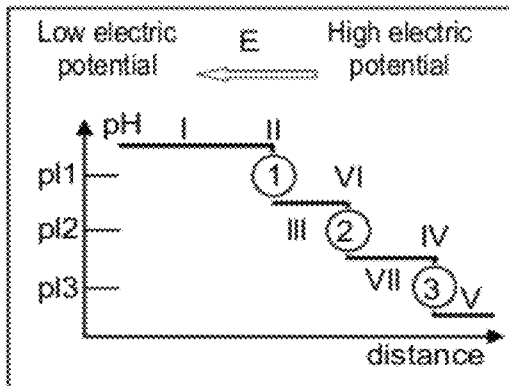 Low electric potential
E
High electric potential
pH
I
II
pI1
1
VI
pI2
III
2
IV
pI3
VII
3
V
distance